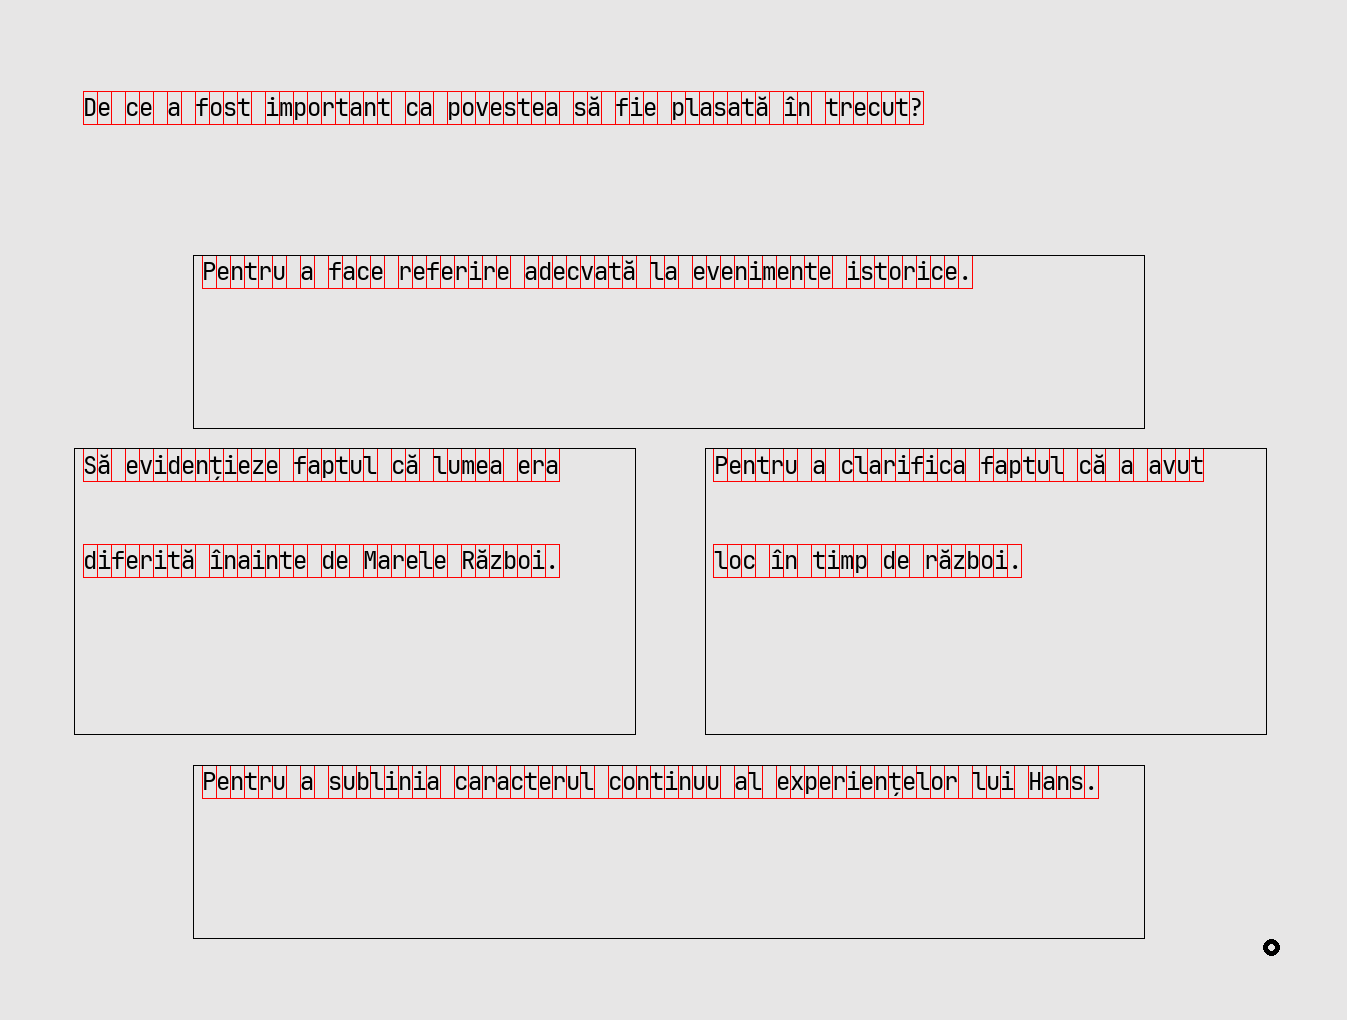 De ce a fost important ca povestea să fie plasată în trecut?
Pentru a face referire adecvată la evenimente istorice.
Să evidențieze faptul că lumea era
diferită înainte de Marele Război.
Pentru a clarifica faptul că a avut
loc în timp de război.
Pentru a sublinia caracterul continuu al experiențelor lui Hans.